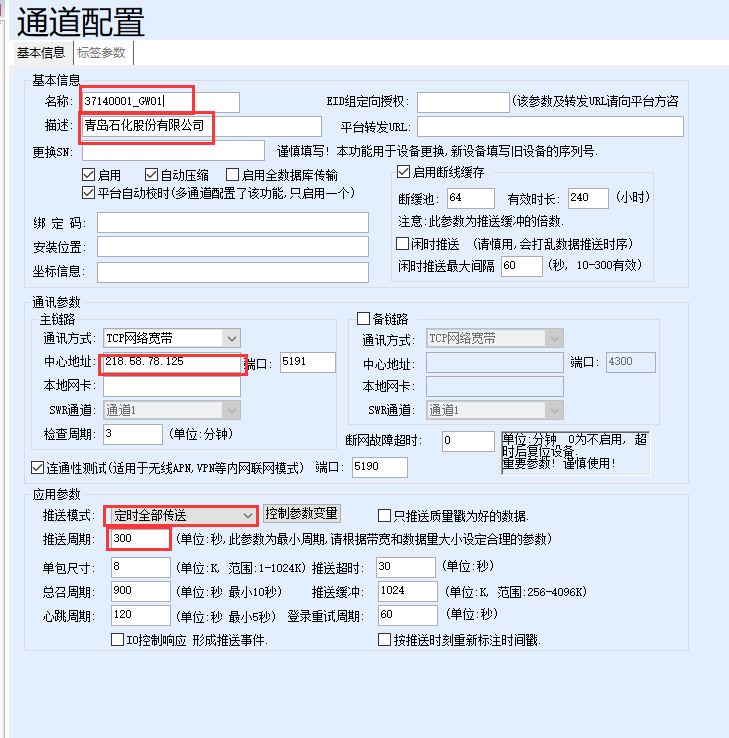 通道配置
基本信息 标签参数
基本信息
名称: 37140001_GW01 EID组定向授权: (该参数及转发URL请向平台方咨
描述: 青岛石化股份有限公司 平台转发URL:
更换SN: 谨慎填写! 本功能用于设备更换,新设备填写旧设备的序列号.
启用 自动压缩 启用全数据库传输 启用断线缓存
平台自动校时(多通道配置了该功能,只启用一个)
断缓池: 64 有效时长: 240 (小时)
绑 定 码: 注意:此参数为推送缓冲的倍数.
安装位置: 闲时推送 (请慎用,会打乱数据推送时序)
坐标信息: 闲时推送最大间隔 60 (秒, 10-300有效)
通讯参数
主链路 备链路
通讯方式: TCP网络宽带 通讯方式: TCP网络宽带
中心地址: 218.58.78.125 端口: 5191 中心地址: 端口: 4300
本地网卡: 本地网卡:
SWR通道: 通道1 SWR通道: 通道1
检查周期: 3 (单位:分钟) 断网故障超时: 0 单位:分钟 0为不启用, 超
时后复位设备.
重要参数! 谨慎使用!
连通性测试(适用于无线APN,VPN等内网联网模式) 端口: 5190
应用参数
推送模式: 定时全部传送 控制参数变量 只推送质量戳为好的数据.
推送周期: 300 (单位:秒,此参数为最小周期,请根据带宽和数据量大小设定合理的参数)
单包尺寸: 8 (单位:K, 范围:1-1024K) 推送超时: 30 (单位:秒)
总召周期: 900 (单位:秒 最小10秒) 推送缓冲: 1024 (单位:K, 范围:256-4096K)
心跳周期: 120 (单位:秒 最小5秒) 登录重试周期: 60 (单位:秒)
IO控制响应 形成推送事件. 按推送时刻重新标注时间戳.